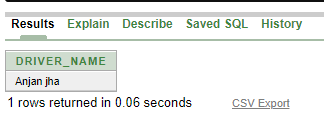 Results Explain Describe Saved SQL History
DRIVER_NAME
Anjan jha
1 rows returned in 0.06 seconds CSV Export